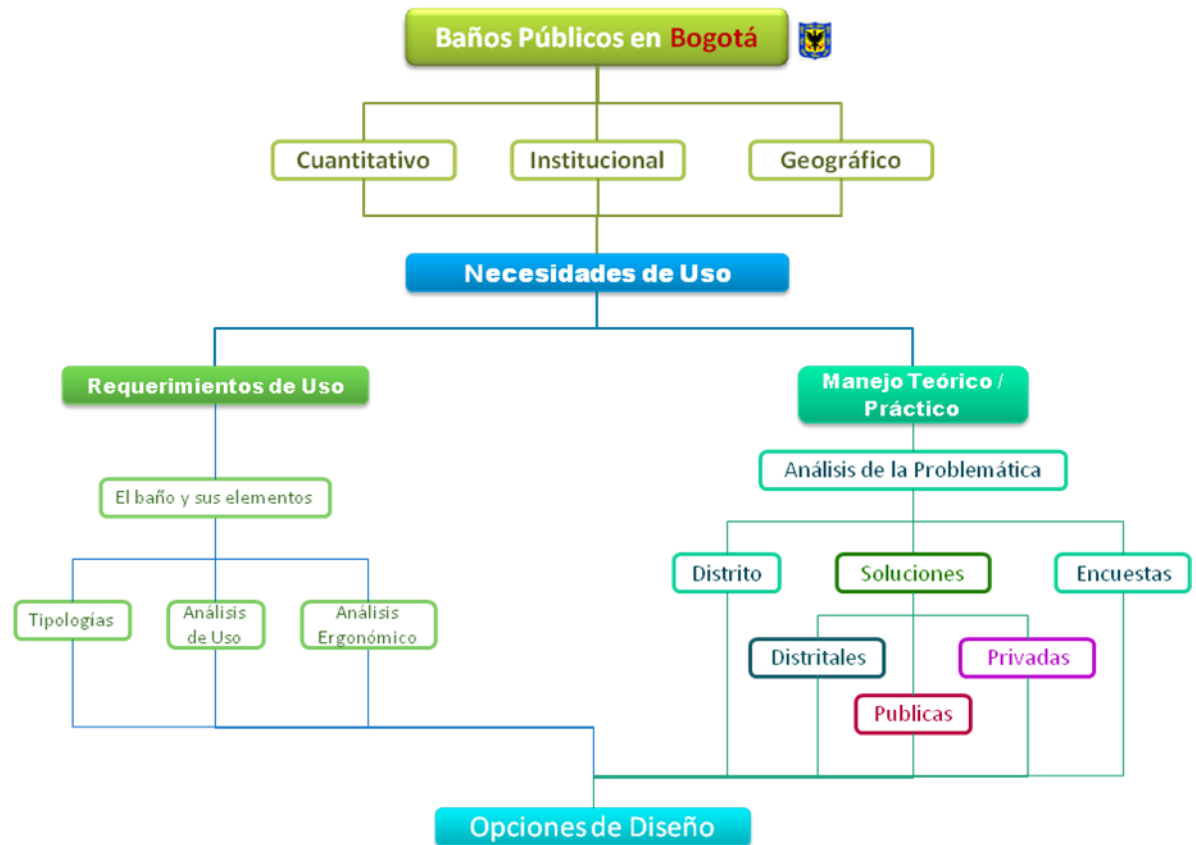 Baños Públicos en Bogotá
Cuantitativo
Institucional
Geográfico
Necesidades de Uso
Requerimientos de Uso
Manejo Teórico /
Práctico
El baño y sus elementos
Análisis de la Problemática
Tipologías
Análisis
de Uso
Análisis
Ergonómico
Distrito
Soluciones
Encuestas
Distritales
Privadas
Publicas
Opciones de Diseño